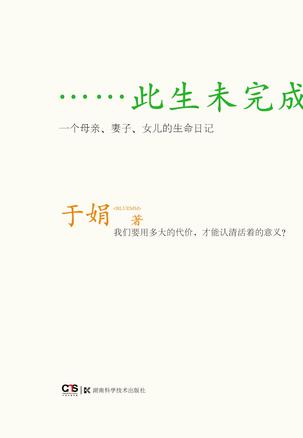 ……此生未完成
一个母亲、妻子、女儿的生命日记
于娟 著
<BLUEMM>
我们要用多大的代价，才能认清活着的意义？
CTS 湖南科学技术出版社